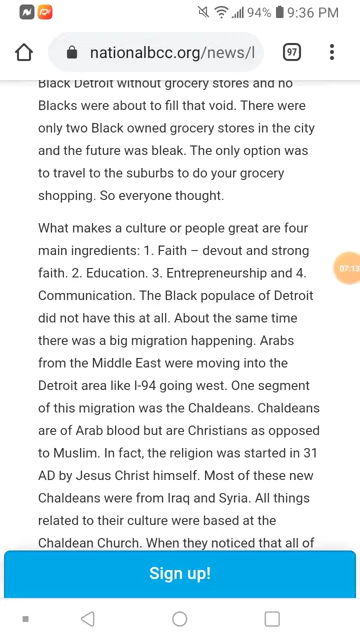 94% 9:36 PM
nationalbcc.org/news/l
97
Black Detroit without grocery stores and no
Blacks were about to fill that void. There were
only two Black owned grocery stores in the city
and the future was bleak. The only option was
to travel to the suburbs to do your grocery
shopping. So everyone thought.
What makes a culture or people great are four
main ingredients: 1. Faith – devout and strong
faith. 2. Education. 3. Entrepreneurship and 4.
Communication. The Black populace of Detroit
did not have this at all. About the same time
there was a big migration happening. Arabs
from the Middle East were moving into the
Detroit area like I-94 going west. One segment
of this migration was the Chaldeans. Chaldeans
are of Arab blood but are Christians as opposed
to Muslim. In fact, the religion was started in 31
AD by Jesus Christ himself. Most of these new
Chaldeans were from Iraq and Syria. All things
related to their culture were based at the
Chaldean Church. When they noticed that all of
07:13
Sign up!